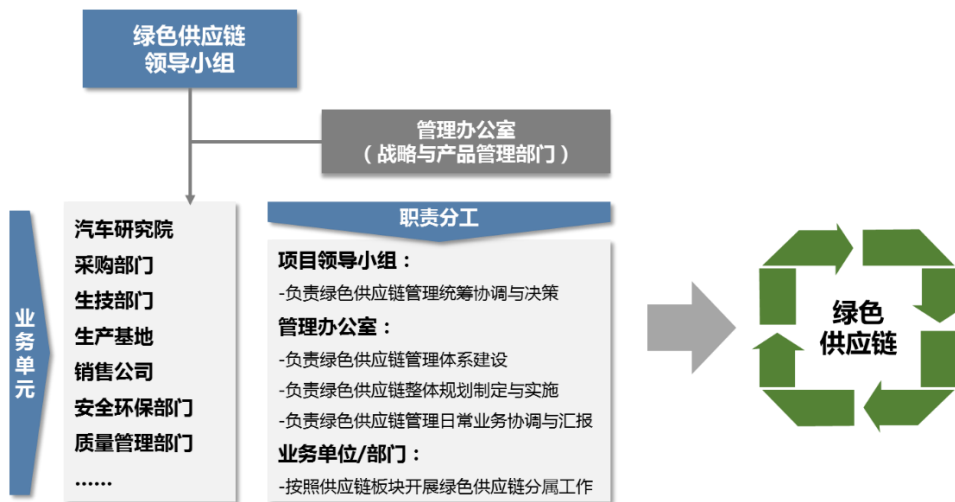 绿色供应链
领导小组
管理办公室
（战略与产品管理部门）
业务单元
汽车研究院
采购部门
生技部门
生产基地
销售公司
安全环保部门
质量管理部门
……
职责分工
项目领导小组：
-负责绿色供应链管理统筹协调与决策
管理办公室：
-负责绿色供应链管理体系建设
-负责绿色供应链整体规划制定与实施
-负责绿色供应链管理日常业务协调与汇报
业务单位/部门：
-按照供应链板块开展绿色供应链分属工作
绿色
供应链